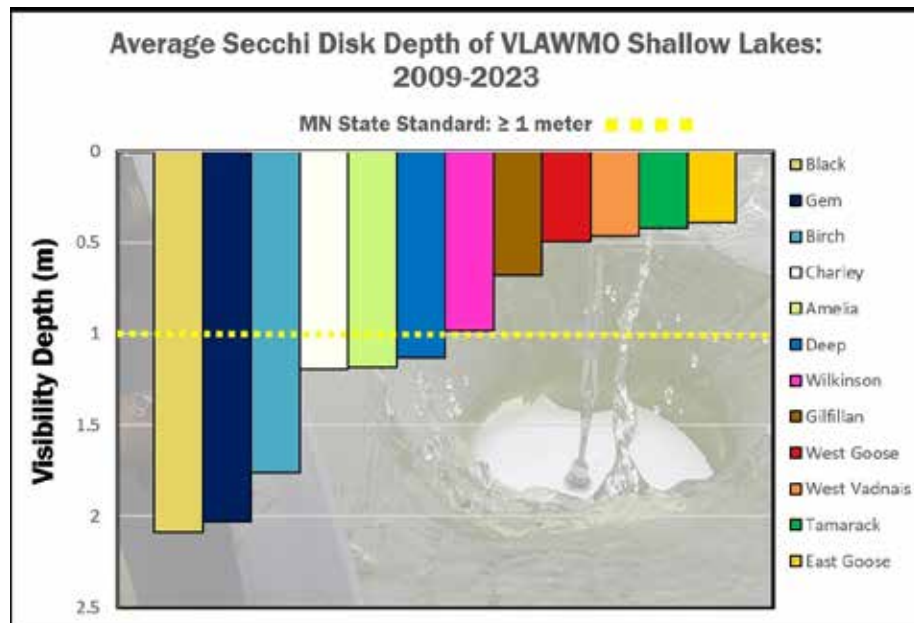 Average Secchi Disk Depth of VLAWMO Shallow Lakes:
2009-2023
MN State Standard: ≥ 1 meter
Visibility Depth (m)
0
0.5
1
1.5
2
2.5
Black
Gem
Birch
Charley
Amelia
Deep
Wilkinson
Gilfillan
West Goose
West Vadnais
Tamarack
East Goose